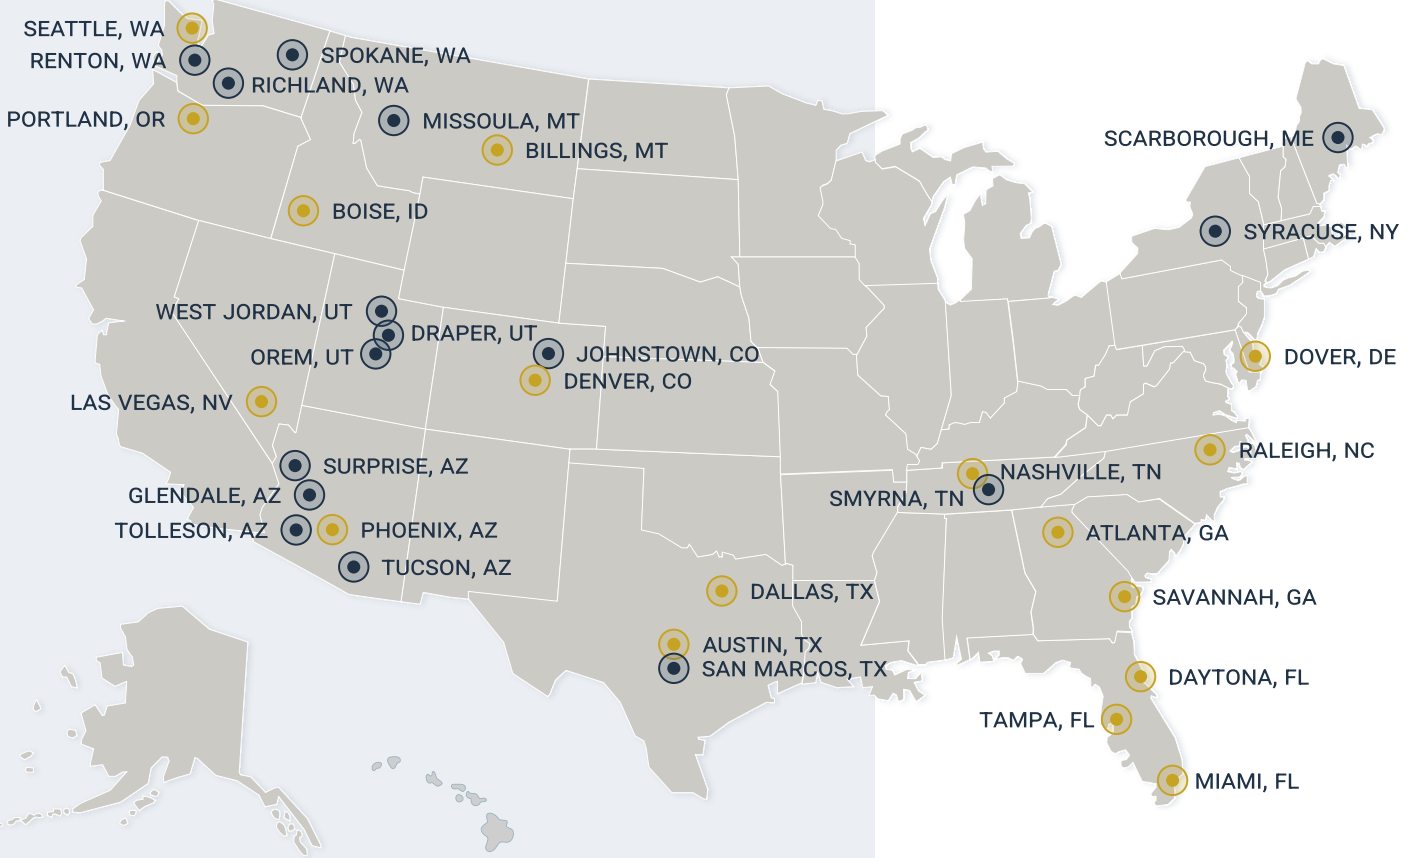 SEATTLE, WA
RENTON, WA
SPOKANE, WA
RICHLAND, WA
PORTLAND, OR
MISSOULA, MT
BILLINGS, MT
SCARBOROUGH, ME
BOISE, ID
SYRACUSE, NY
WEST JORDAN, UT
DRAPER, UT
OREM, UT
JOHNSTOWN, CO
DENVER, CO
DOVER, DE
LAS VEGAS, NV
RALEIGH, NC
SURPRISE, AZ
NASHVILLE, TN
GLENDALE, AZ
SMYRNA, TN
TOLLESON, AZ
PHOENIX, AZ
ATLANTA, GA
TUCSON, AZ
DALLAS, TX
SAVANNAH, GA
AUSTIN, TX
SAN MARCOS, TX
DAYTONA, FL
TAMPA, FL
MIAMI, FL